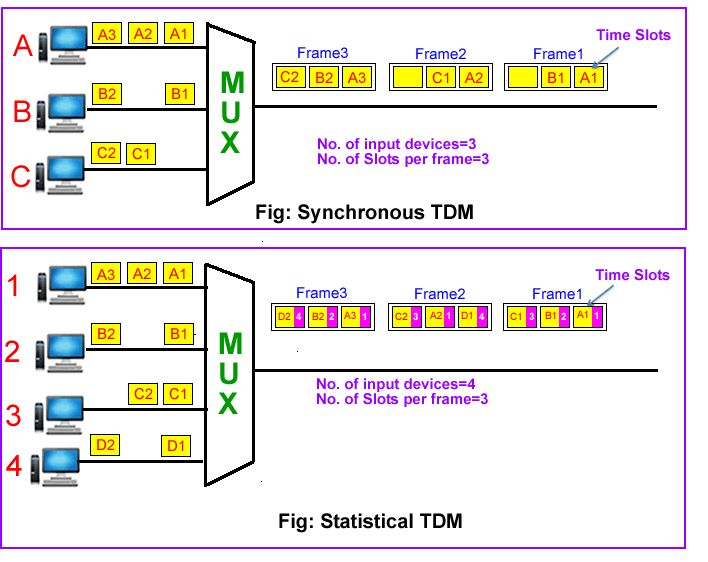 Time Slots
A
A3 A2 A1
Frame3 Frame2 Frame1
C2 B2 A3
C1 A2
B1 A1
B
B2 B1
MUX
No. of input devices=3
No. of Slots per frame=3
C
C2 C1
Fig: Synchronous TDM
Time Slots
1
A3 A2 A1
Frame3 Frame2 Frame1
D2 4 B2 2 A3 1
C2 3 A2 1 D1 4
C1 3 B1 2 A1 1
2
B2 B1
MUX
No. of input devices=4
No. of Slots per frame=3
3
C2 C1
4
D2 D1
Fig: Statistical TDM